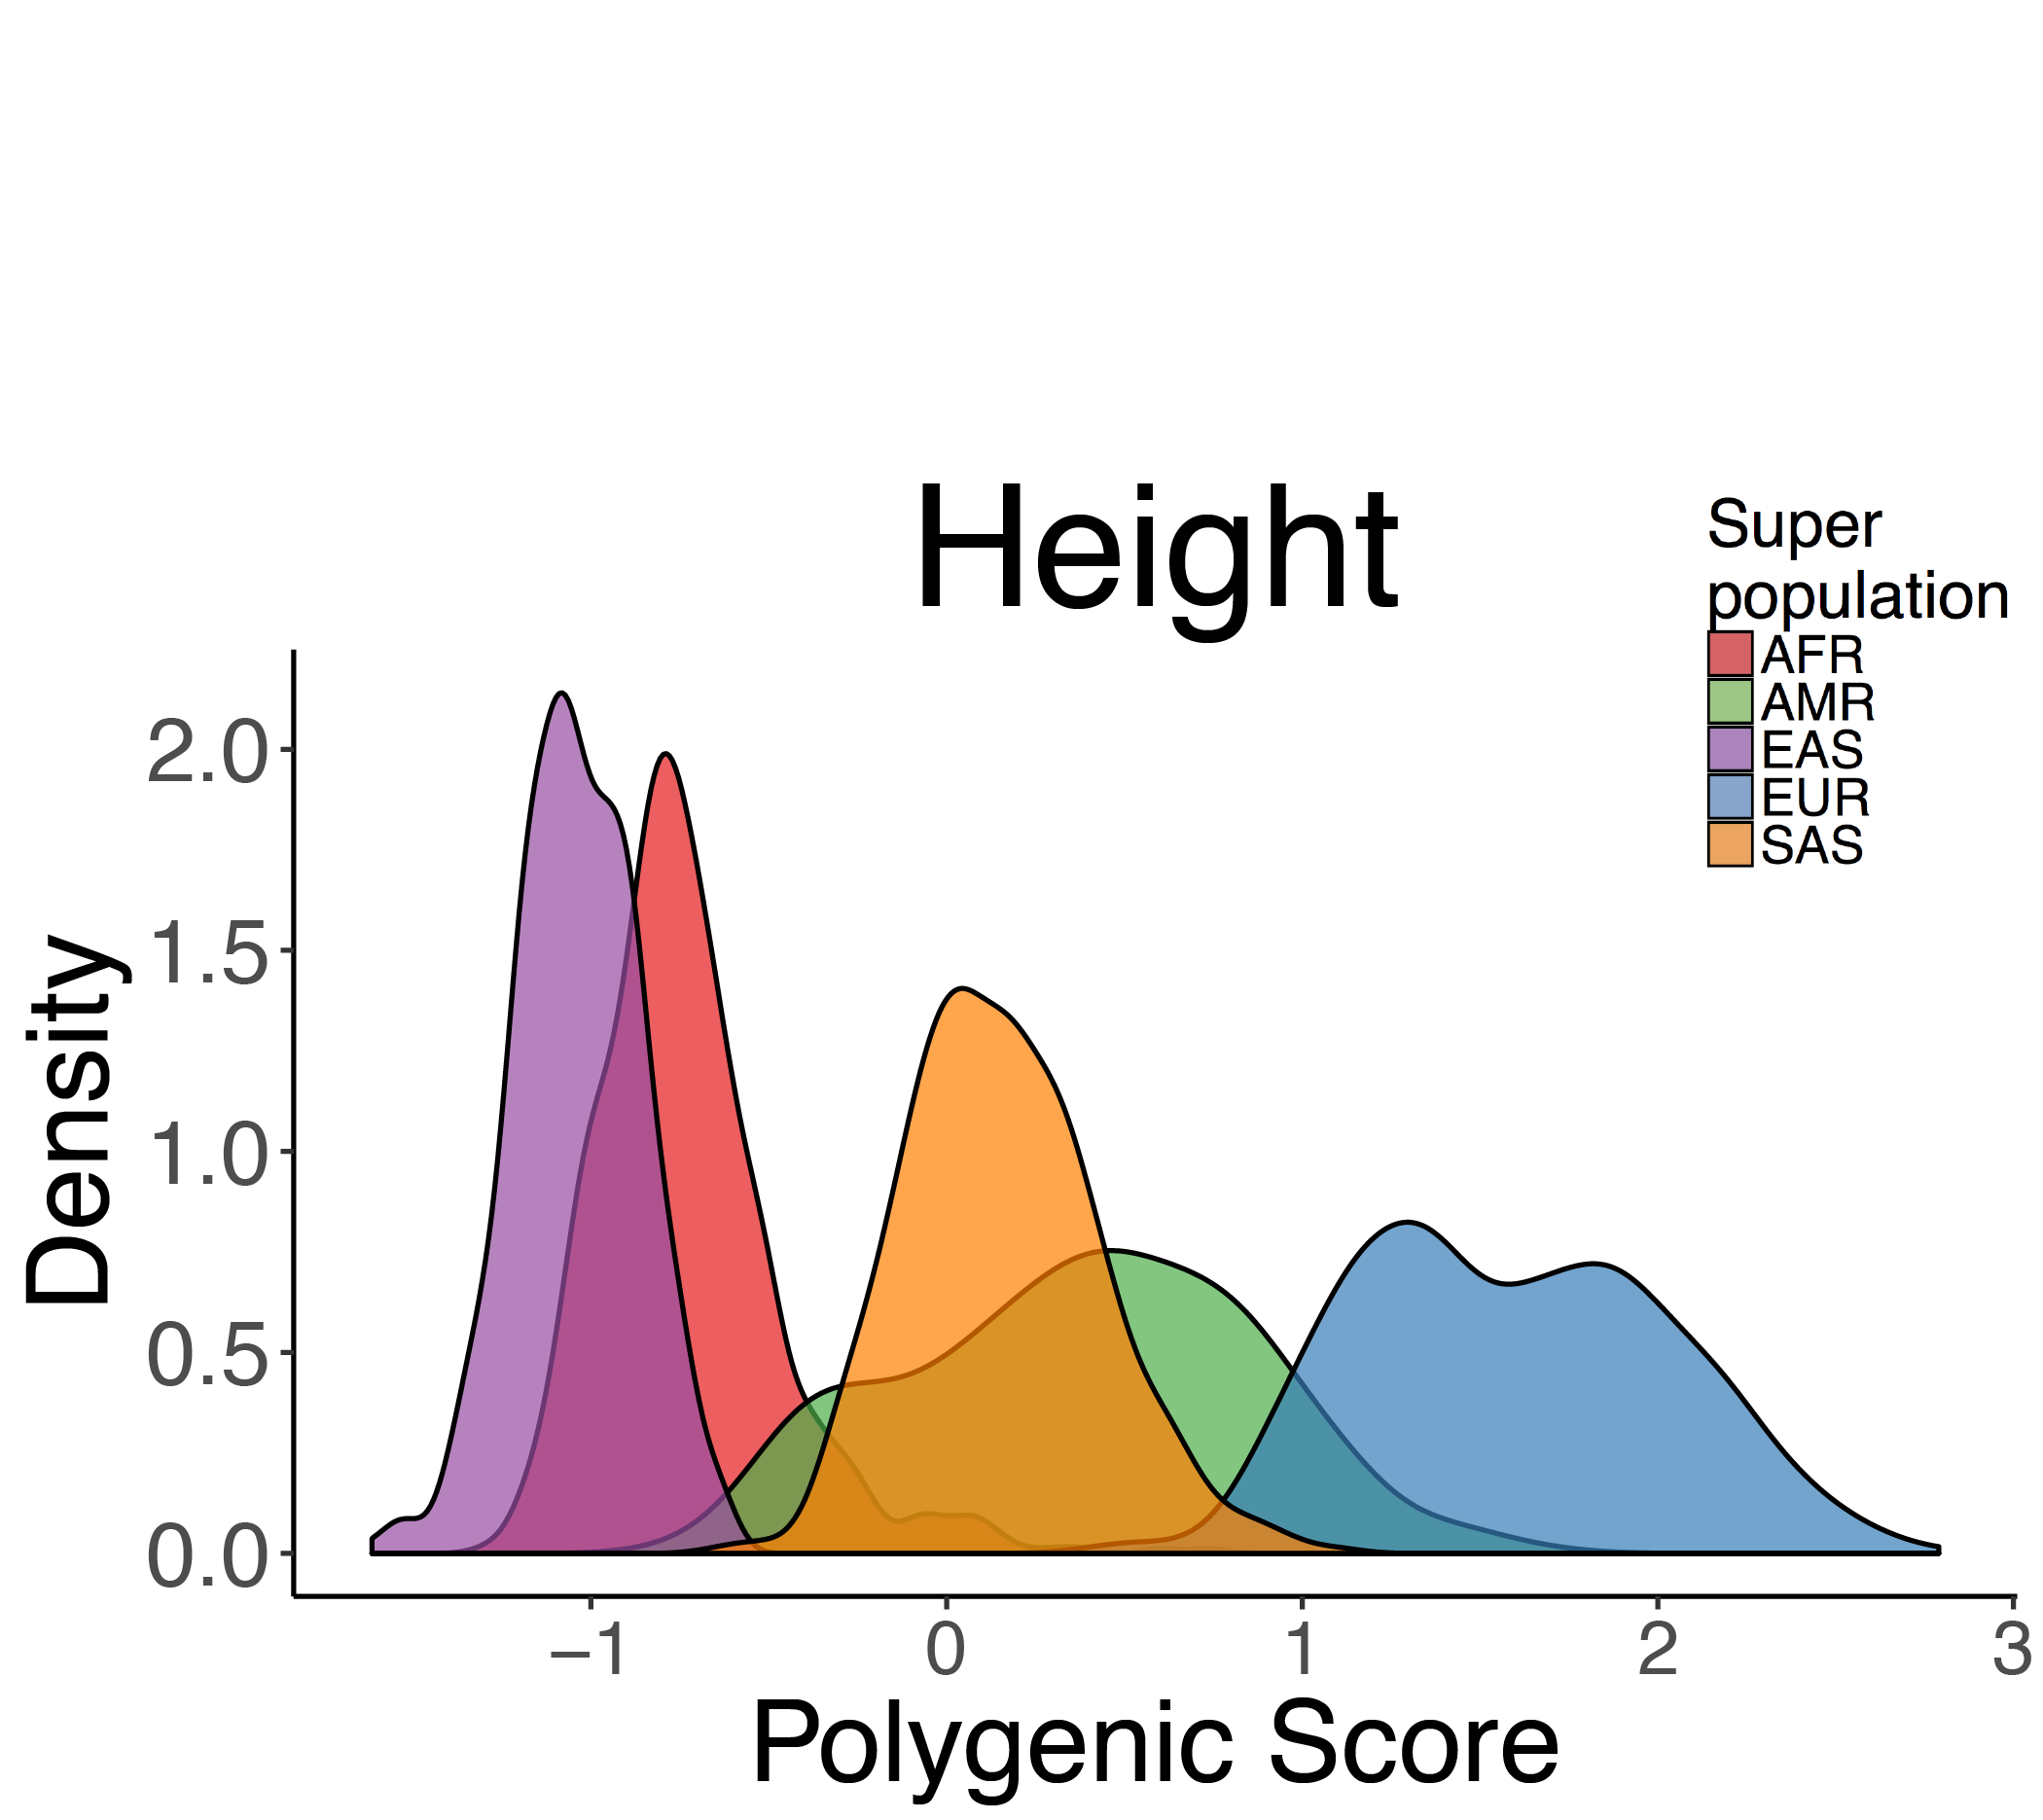 Height
Super
population
AFR
AMR
EAS
EUR
SAS
2.0
1.5
1.0
0.5
0.0
Density
−1 0 1 2 3
Polygenic Score